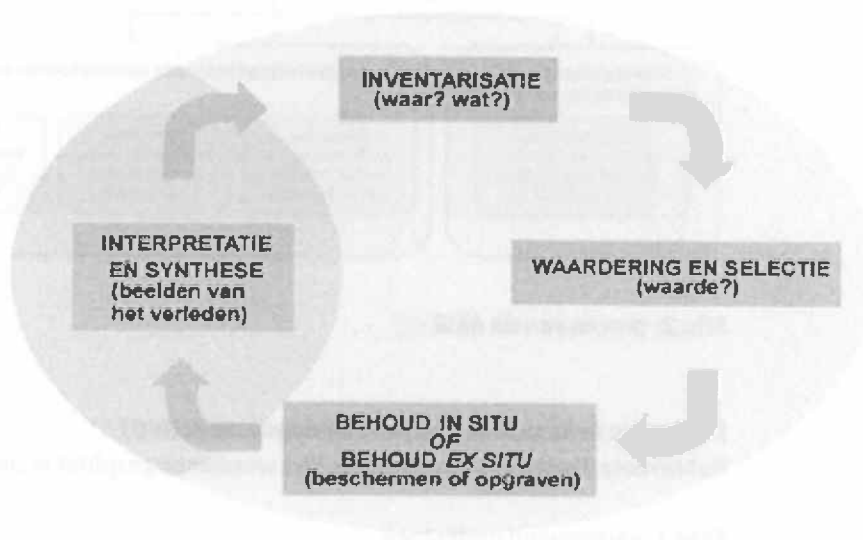 INVENTARISATIE
(waar? wat?)
INTERPRETATIE
EN SYNTHESE
(beelden van
het verleden)
WAARDERING EN SELECTIE
(waarde?)
BEHOUD IN SITU
OF
BEHOUD EX SITU
(beschermen of opgraven)